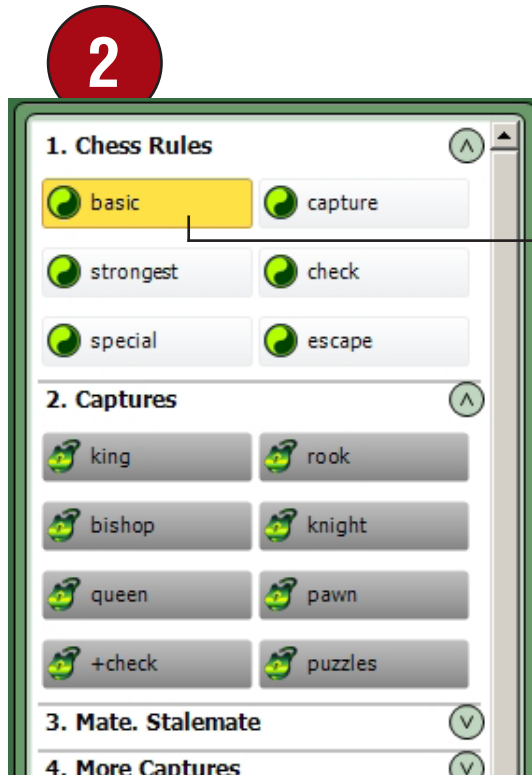 2
1. Chess Rules
basic capture
strongest check
special escape
2. Captures
king rook
bishop knight
queen pawn
+check puzzles
3. Mate. Stalemate
4. More Captures